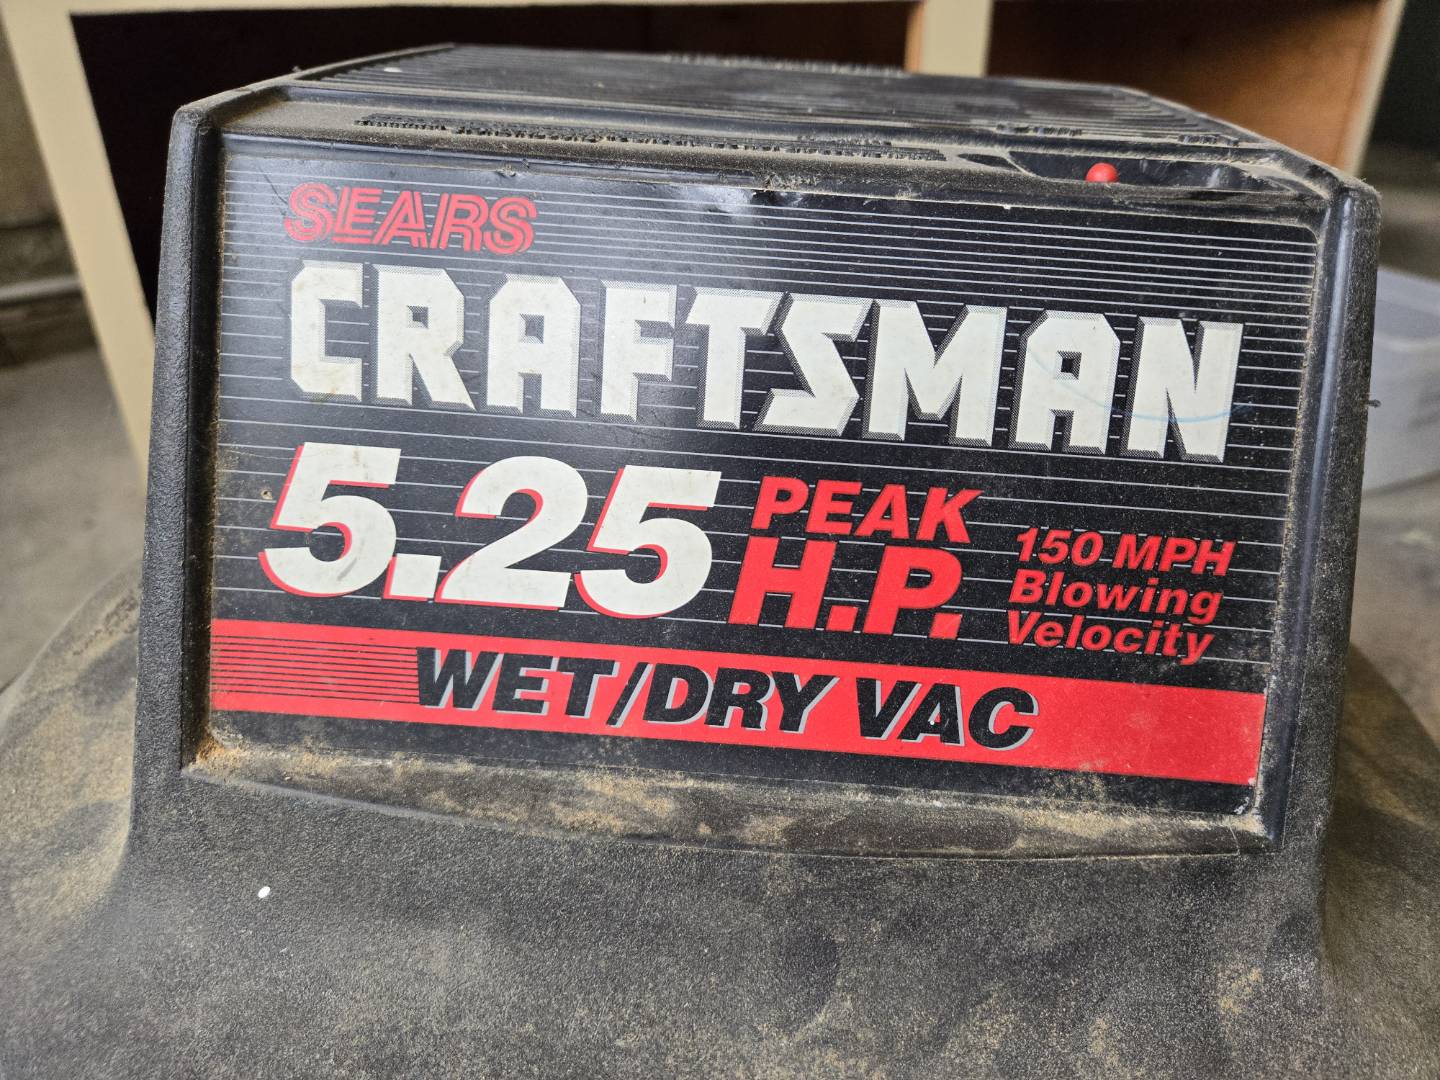 SEARS
CRAFTSMAN
5.25 PEAK H.P.
150 MPH
Blowing
Velocity
WET/DRY VAC